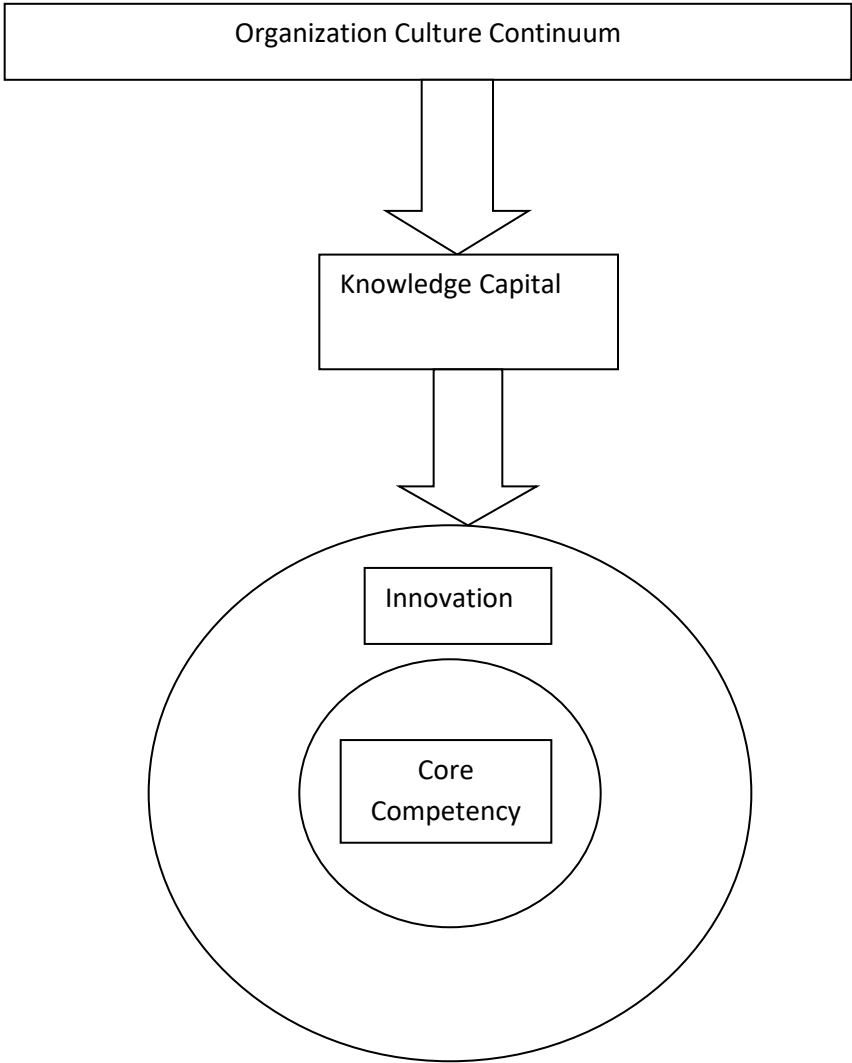 Organization Culture Continuum
Knowledge Capital
Innovation
Core
Competency